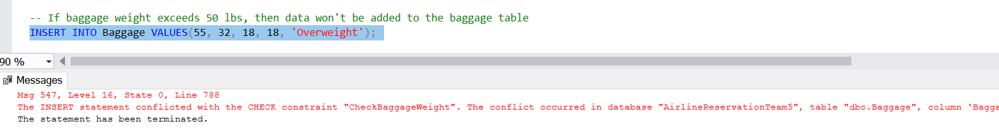 -- If baggage weight exceeds 50 lbs, then data won't be added to the baggage table
INSERT INTO Baggage VALUES(55, 32, 18, 18, 'Overweight');
90 %
Messages
Msg 547, Level 16, State 0, Line 788
The INSERT statement conflicted with the CHECK constraint "CheckBaggageWeight". The conflict occurred in database "AirlineReservationTeam5", table "dbo.Baggage", column 'Bagga
The statement has been terminated.